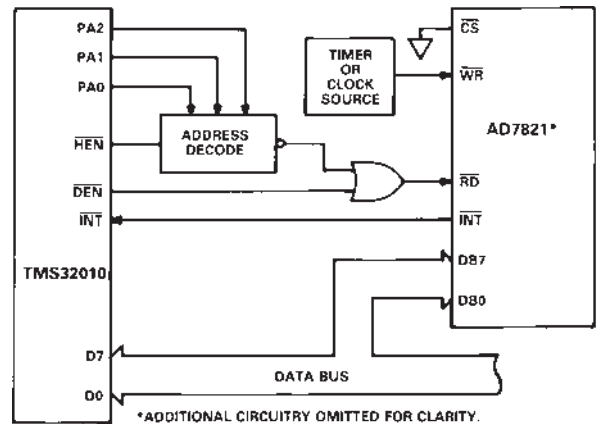 PA2
PA1
PA0
HEN
DEN
INT
TMS32010
D7
D0
ADDRESS
DECODE
TIMER
OR
CLOCK
SOURCE
CS
WR
AD7821*
RD
INT
DB7
DB0
DATA BUS
*ADDITIONAL CIRCUITRY OMITTED FOR CLARITY.